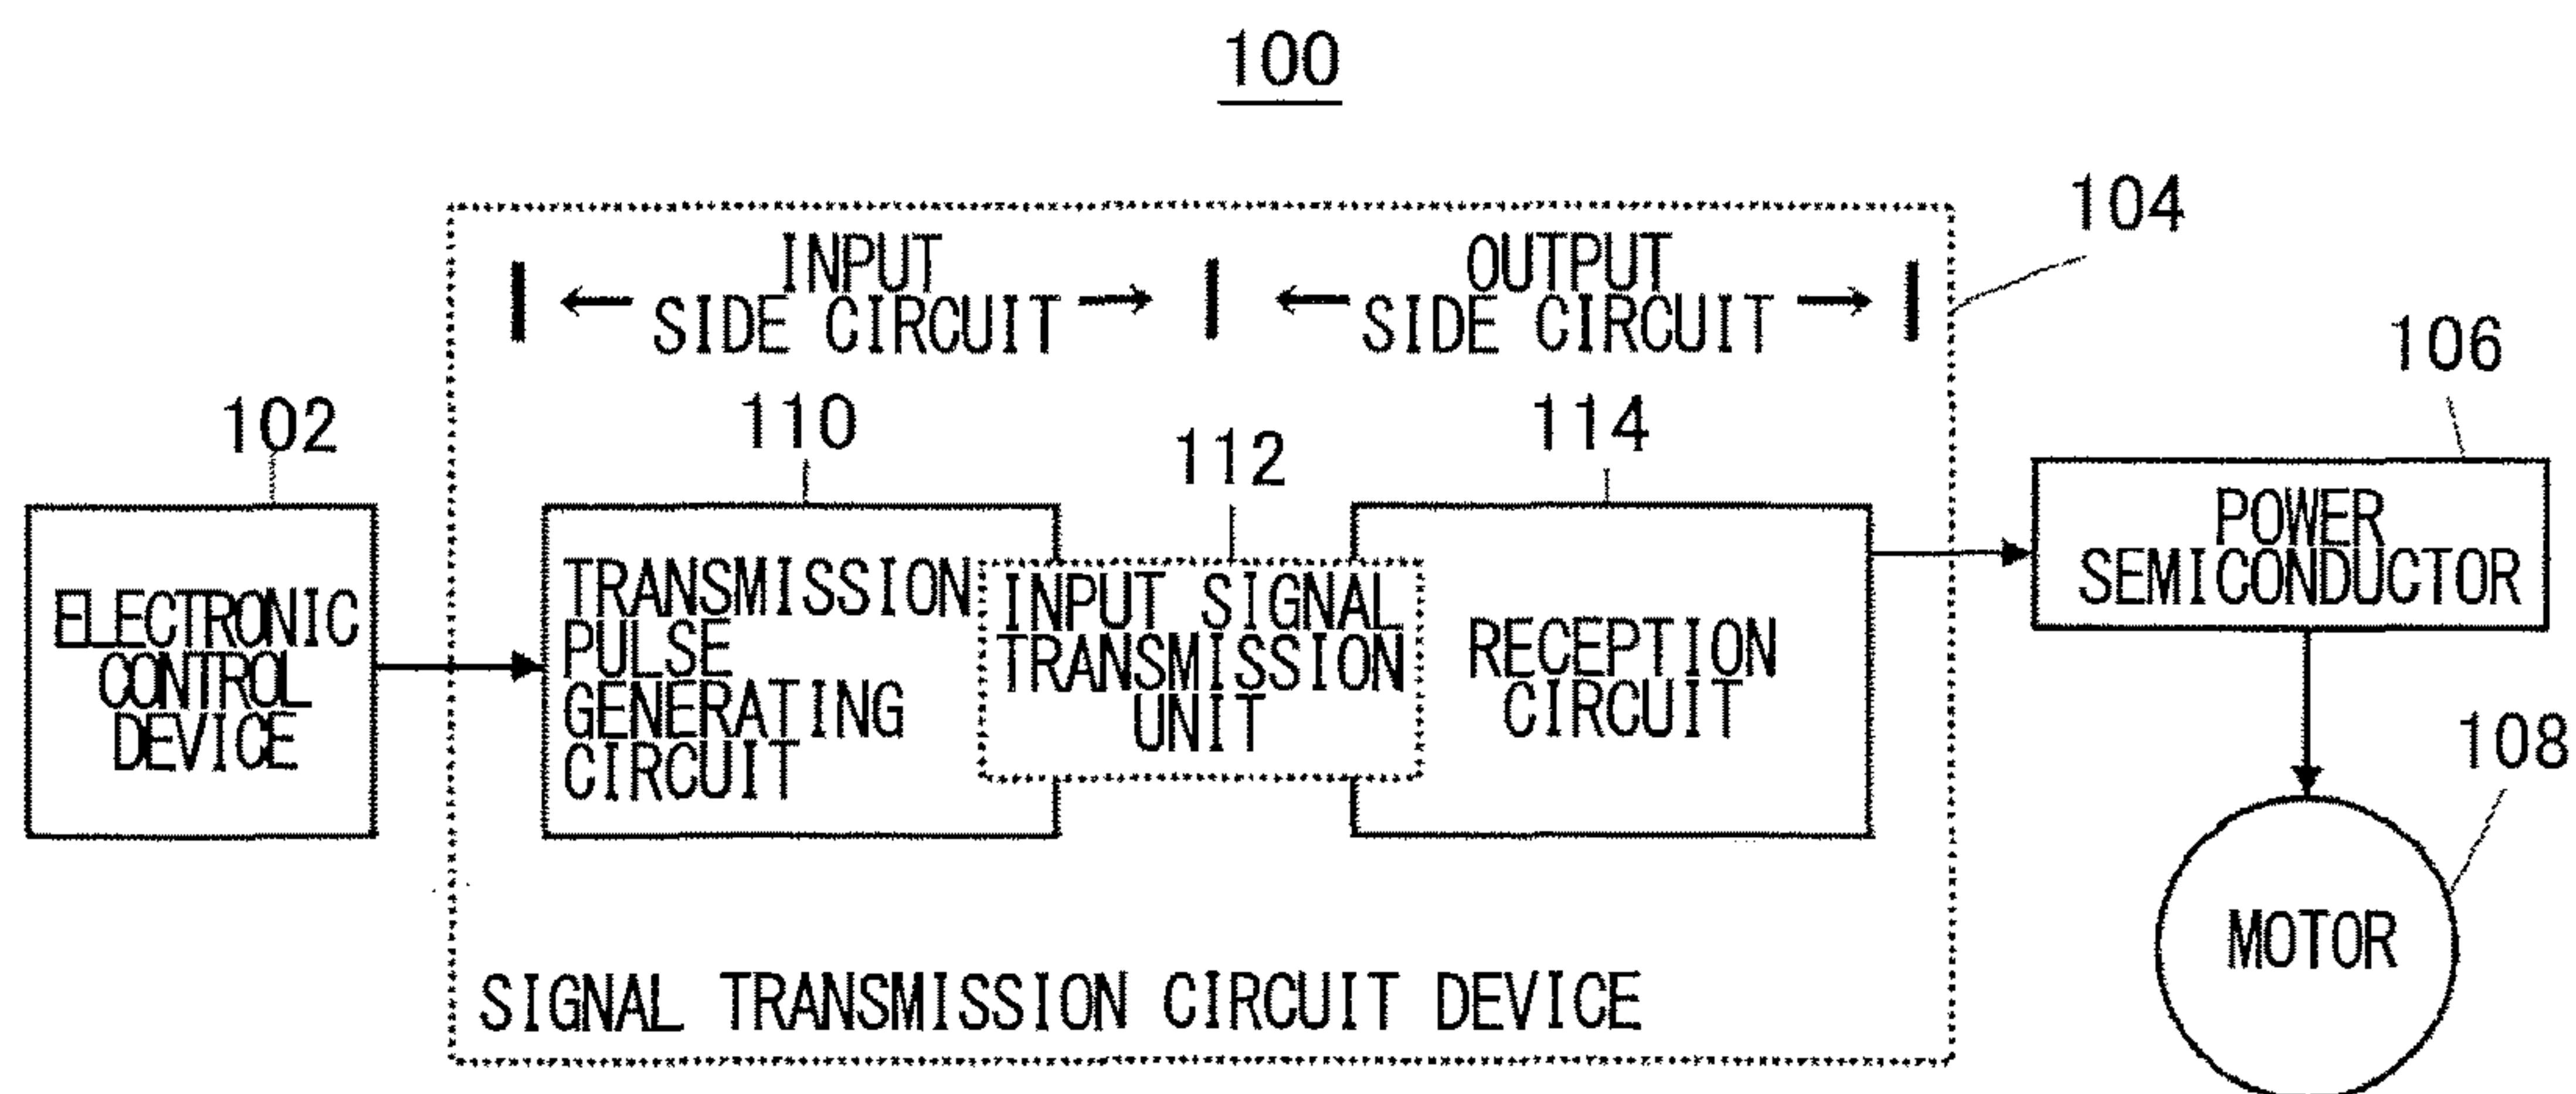 100
104
INPUT
SIDE CIRCUIT
OUTPUT
SIDE CIRCUIT
106
102
110
112
114
ELECTRONIC
CONTROL
DEVICE
TRANSMISSION
PULSE
GENERATING
CIRCUIT
INPUT SIGNAL
TRANSMISSION
UNIT
RECEPTION
CIRCUIT
POWER
SEMICONDUCTOR
108
MOTOR
SIGNAL TRANSMISSION CIRCUIT DEVICE